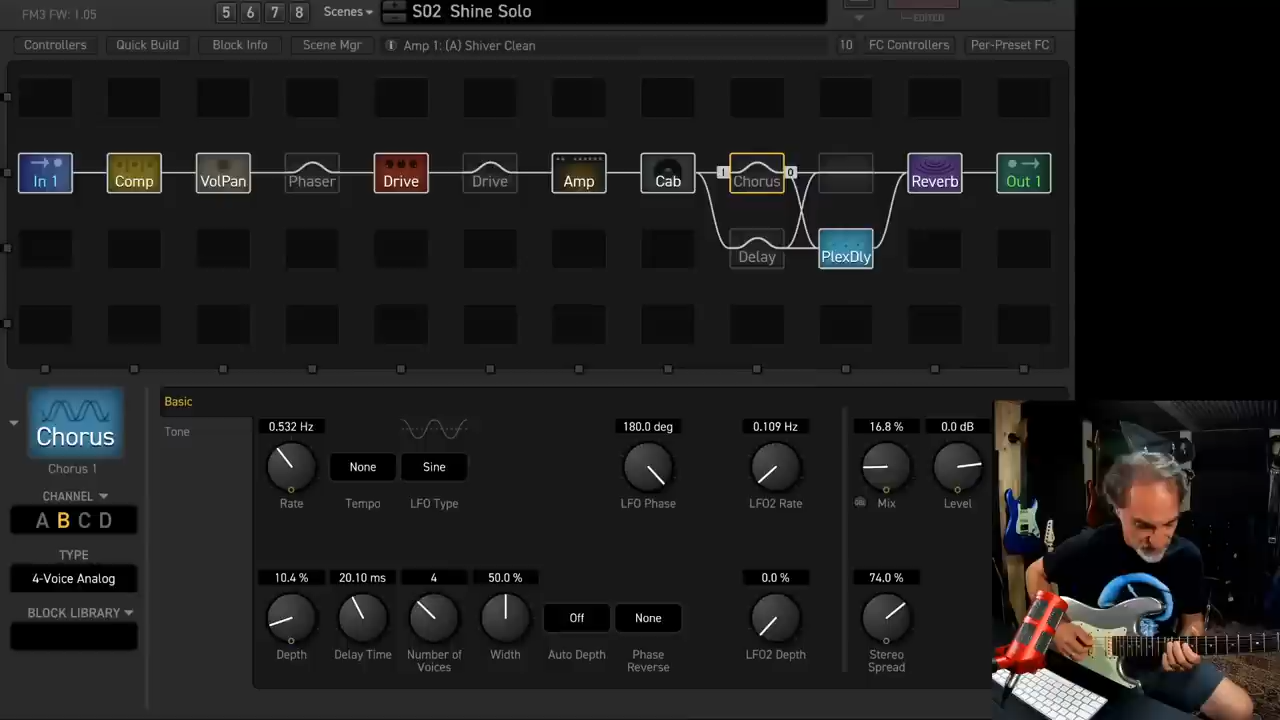 FM3 FW: 1.05
5 6 7 8 Scenes S02 Shine Solo
EDITED
Controllers Quick Build Block Info Scene Mgr Amp 1: (A) Shiver Clean 10 FC Controllers Per-Preset FC
In 1 Comp VolPan Phaser Drive Drive Amp Cab I Chorus O Reverb Out 1
Delay PlexDly
Chorus
Chorus 1
CHANNEL
A B C D
TYPE
4-Voice Analog
BLOCK LIBRARY
Basic
Tone
0.532 Hz 180.0 deg 0.109 Hz 16.8 % 0.0 dB
None Sine
Rate Tempo LFO Type LFO Phase LFO2 Rate Mix Level
10.4 % 20.10 ms 4 50.0 % 0.0 % 74.0 %
Off None
Depth Delay Time Number of Voices Width Auto Depth Phase Reverse LFO2 Depth Stereo Spread